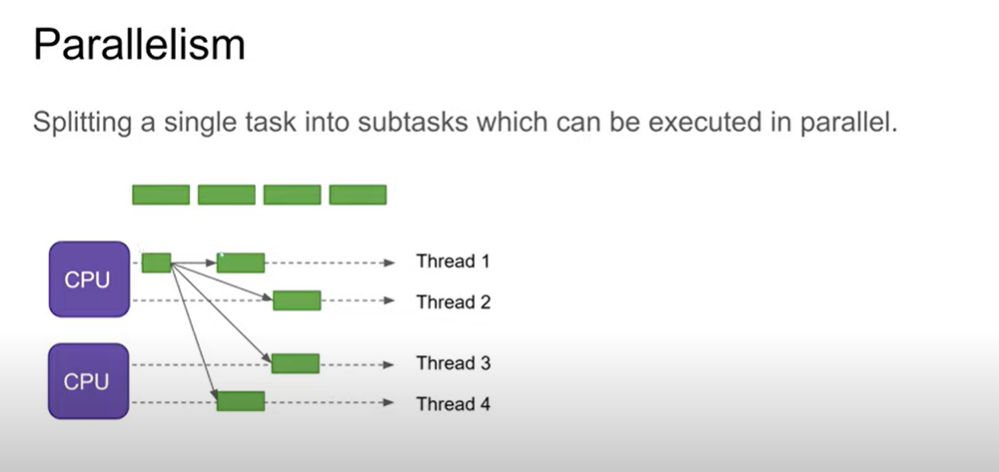 Parallelism
Splitting a single task into subtasks which can be executed in parallel.
CPU
Thread 1
Thread 2
CPU
Thread 3
Thread 4